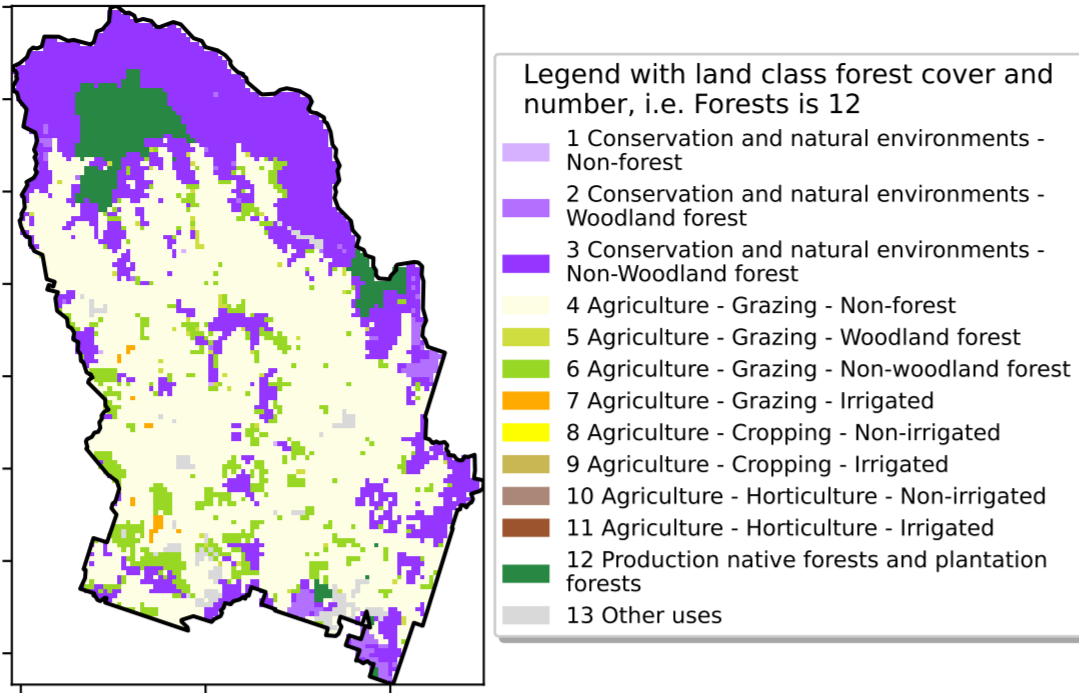 Legend with land class forest cover and
number, i.e. Forests is 12
1 Conservation and natural environments -
Non-forest
2 Conservation and natural environments -
Woodland forest
3 Conservation and natural environments -
Non-Woodland forest
4 Agriculture - Grazing - Non-forest
5 Agriculture - Grazing - Woodland forest
6 Agriculture - Grazing - Non-woodland forest
7 Agriculture - Grazing - Irrigated
8 Agriculture - Cropping - Non-irrigated
9 Agriculture - Cropping - Irrigated
10 Agriculture - Horticulture - Non-irrigated
11 Agriculture - Horticulture - Irrigated
12 Production native forests and plantation
forests
13 Other uses